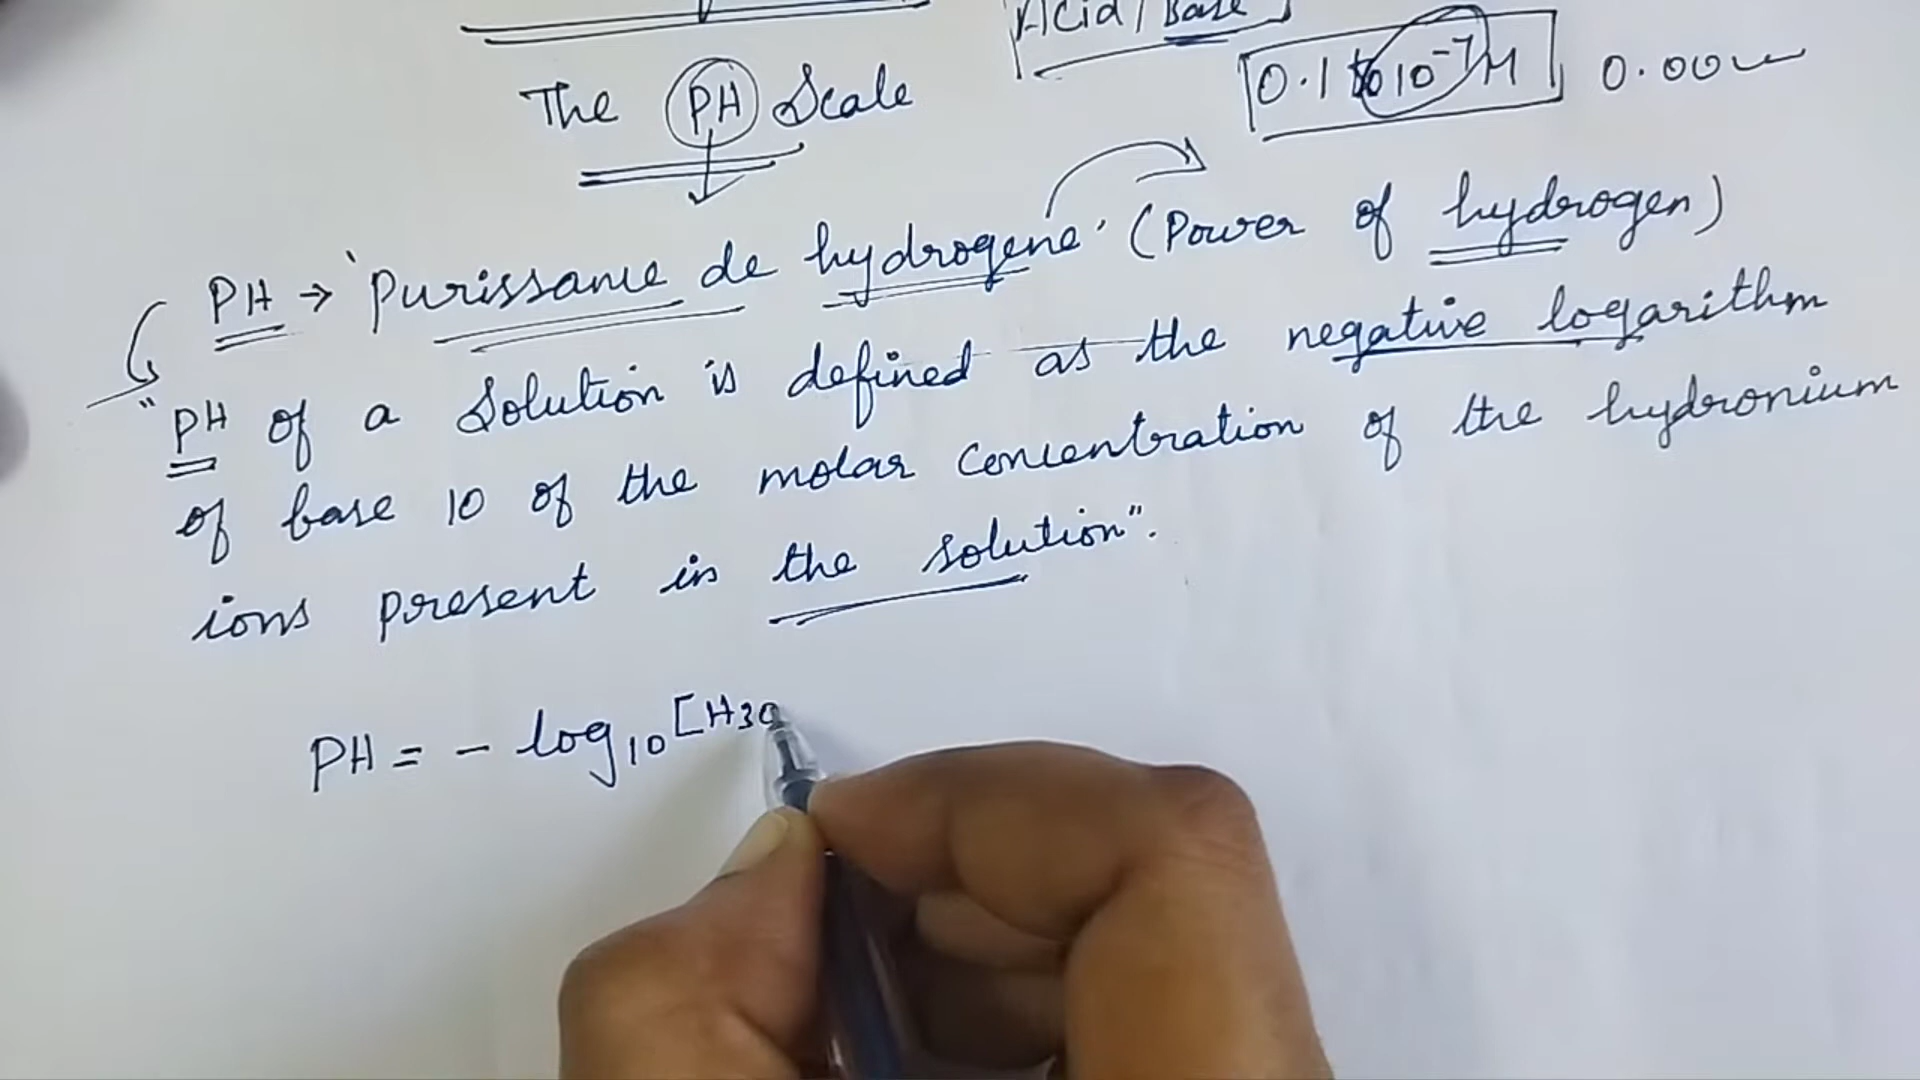 Acid / Base
The PH Scale
0.1 to 10⁻⁷ M 0.00
PH → 'Purissance de hydrogene' (Power of hydrogen)
"PH of a Solution is defined as the negative logarithm
of base 10 of the molar concentration of the hydronium
ions present in the solution".
PH = - log₁₀ [H3O